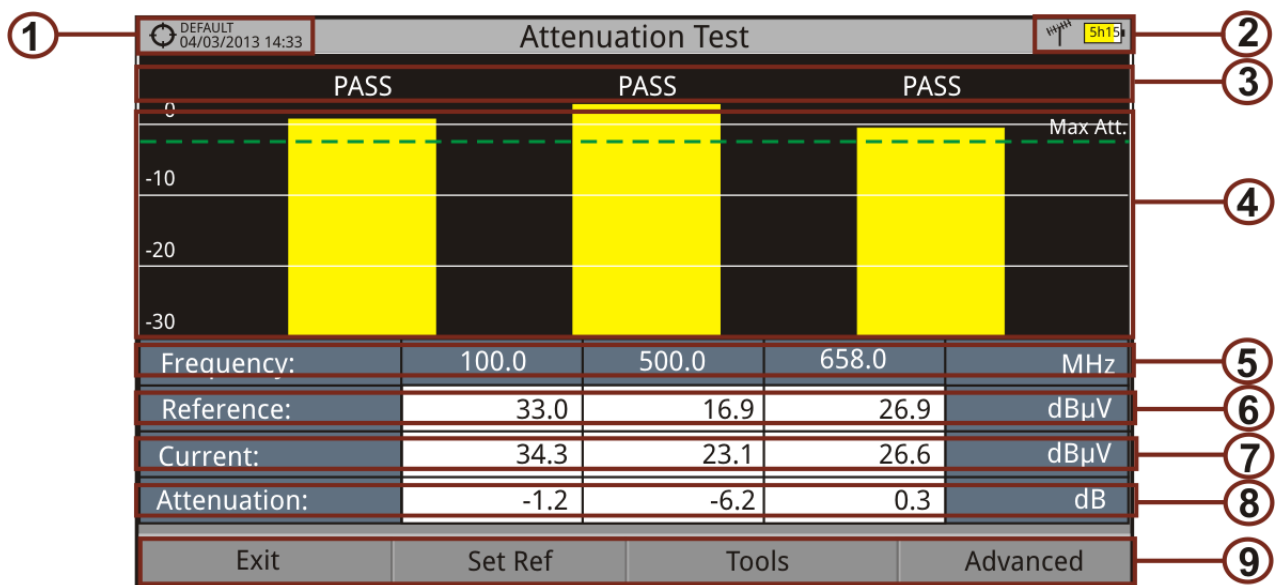 1
DEFAULT
04/03/2013 14:33
Attenuation Test
5h15
2
PASS PASS PASS
3
0
Max Att.
-10
4
-20
-30
Frequency: 100.0 500.0 658.0 MHz
5
Reference: 33.0 16.9 26.9 dBµV
6
Current: 34.3 23.1 26.6 dBµV
7
Attenuation: -1.2 -6.2 0.3 dB
8
Exit Set Ref Tools Advanced
9